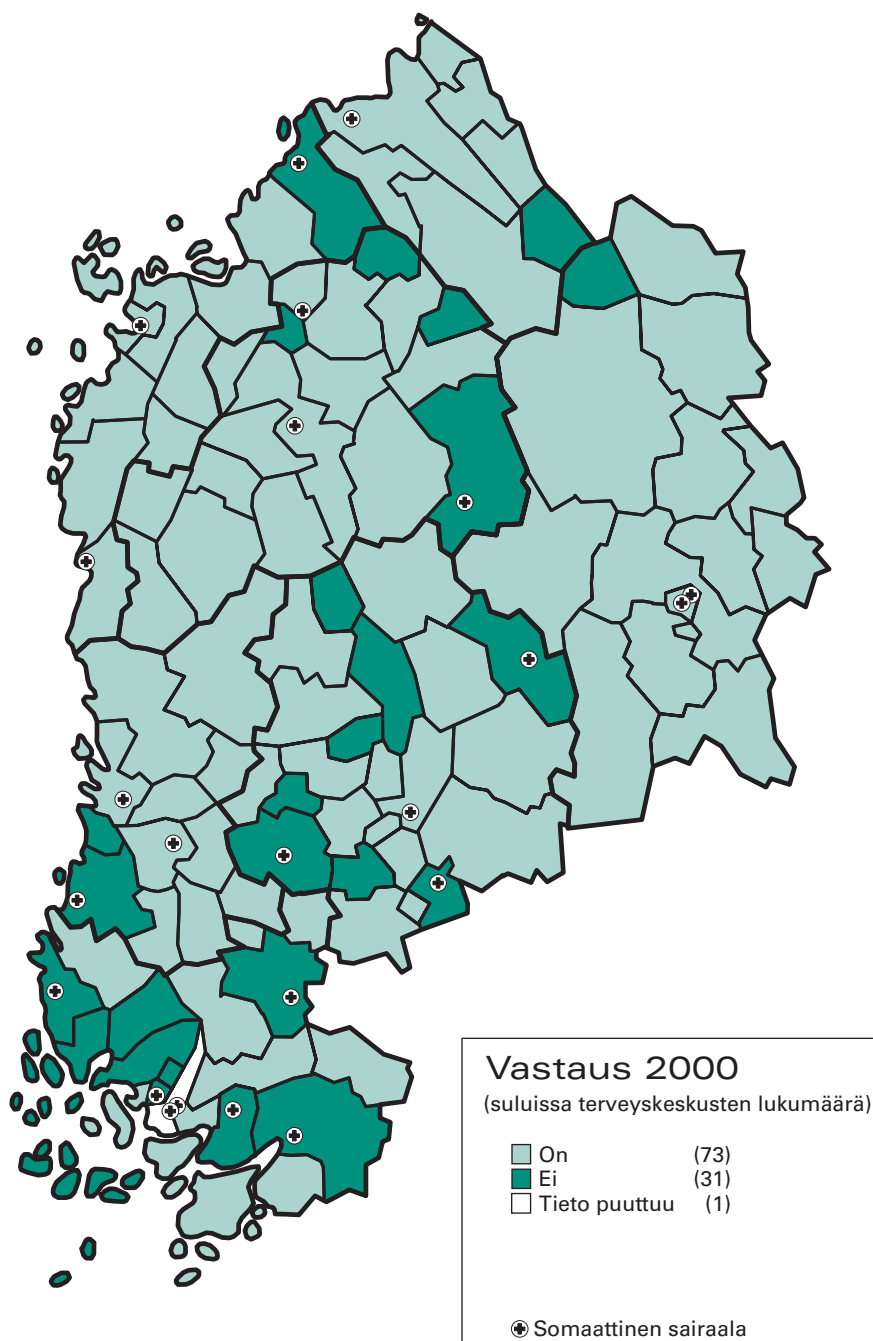 Vastaus 2000
(suluissa terveyskeskusten lukumäärä)
On (73)
Ei (31)
Tieto puuttuu (1)
Somaattinen sairaala